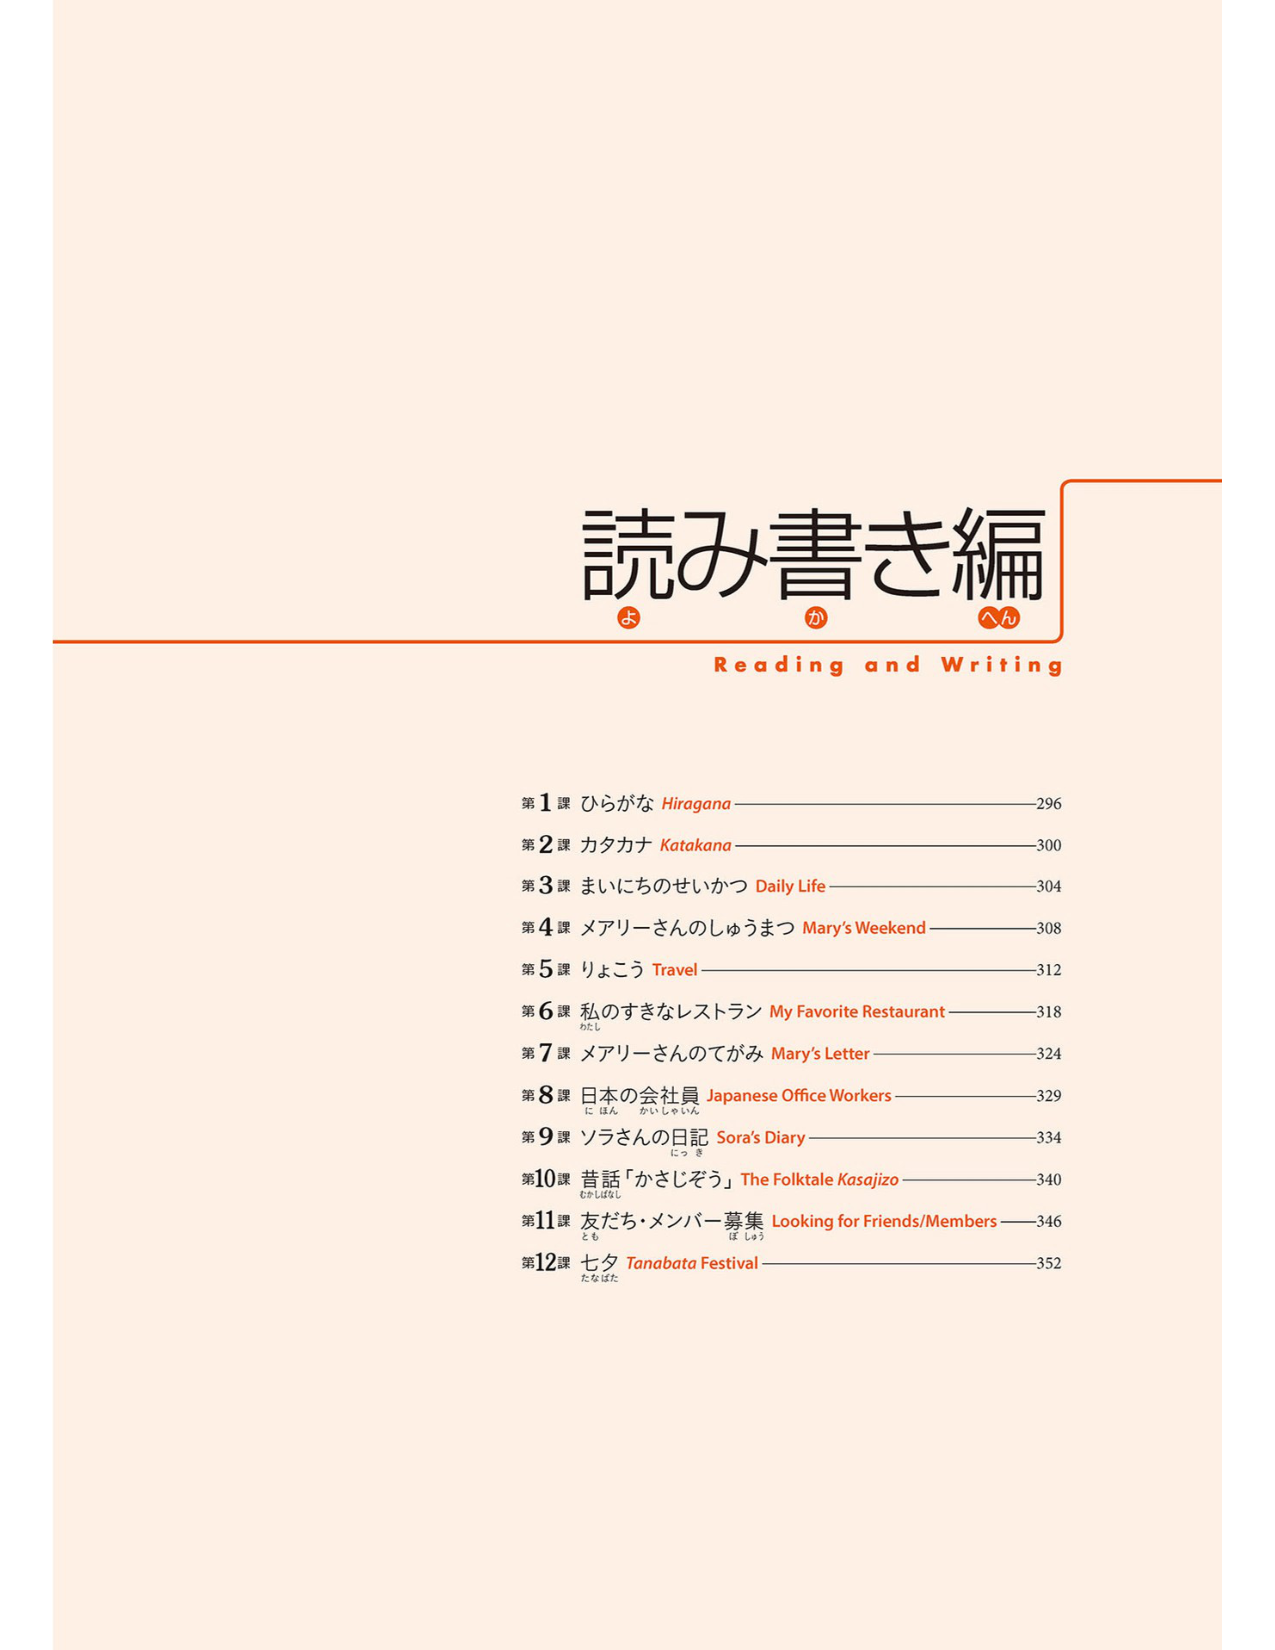 読み書き編
よ か へん
Reading and Writing
第1課 ひらがな Hiragana 296
第2課 カタカナ Katakana 300
第3課 まいにちのせいかつ Daily Life 304
第4課 メアリーさんのしゅうまつ Mary's Weekend 308
第5課 りょこう Travel 312
第6課 私のすきなレストラン My Favorite Restaurant 318
わたし
第7課 メアリーさんのてがみ Mary's Letter 324
第8課 日本の会社員 Japanese Office Workers 329
にほん かいしゃいん
第9課 ソラさんの日記 Sora's Diary 334
にっき
第10課 昔話「かさじぞう」 The Folktale Kasajizo 340
むかしばなし
第11課 友だち・メンバー募集 Looking for Friends/Members 346
とも ぼしゅう
第12課 七夕 Tanabata Festival 352
たなばた